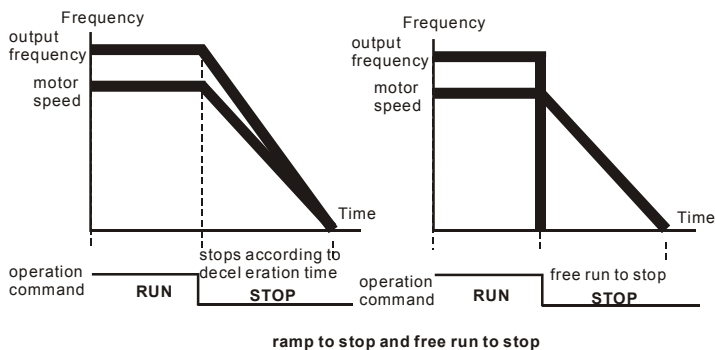 Frequency
output
frequency
motor
speed
Time
stops according to
decel eration time
operation
command
RUN
STOP
Frequency
output
frequency
motor
speed
Time
free run to stop
operation
command
RUN
STOP
ramp to stop and free run to stop